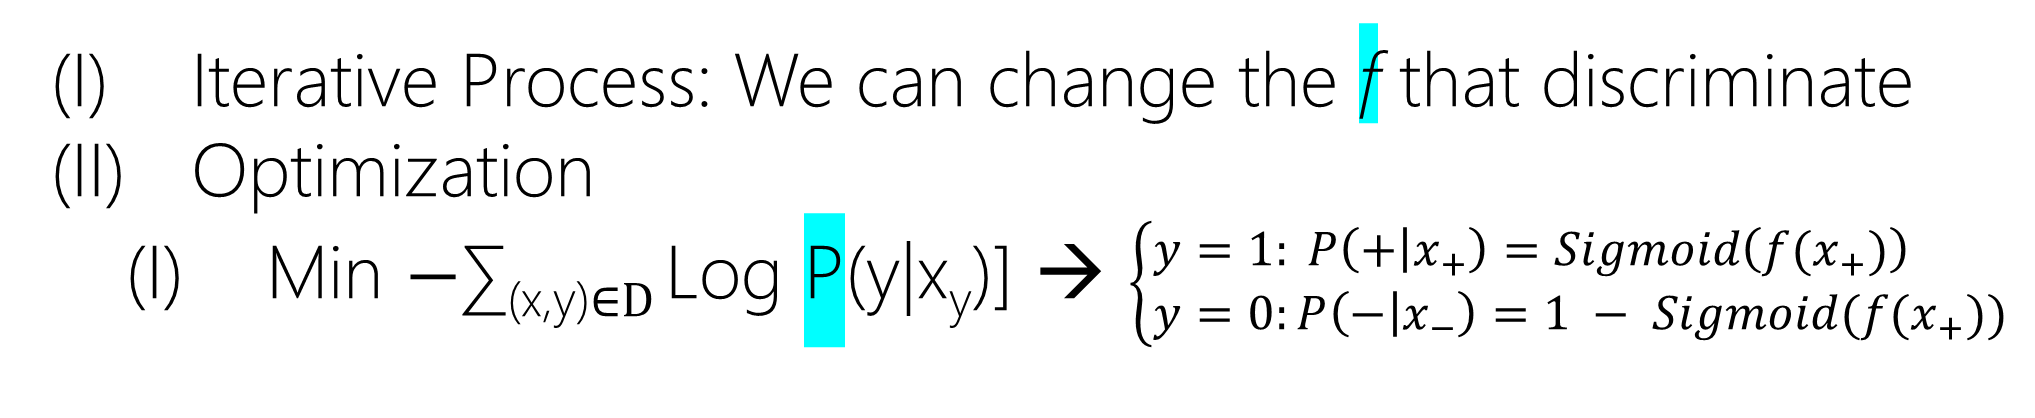 (I) Iterative Process: We can change the f that discriminate
(II) Optimization
(I) Min −∑(x,y)∈D Log P(y|xy)] → { y = 1: P(+|x+) = Sigmoid(f(x+))
y = 0: P(−|x−) = 1 − Sigmoid(f(x+))